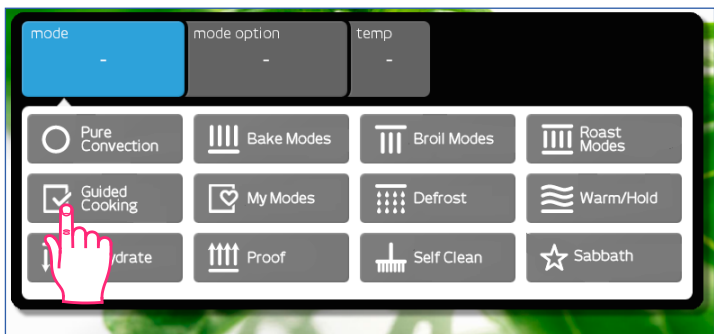 mode
mode option
temp
-
-
-
Pure
Convection
Bake Modes
Broil Modes
Roast
Modes
Guided
Cooking
My Modes
Defrost
Warm/Hold
Proof
Self Clean
Sabbath